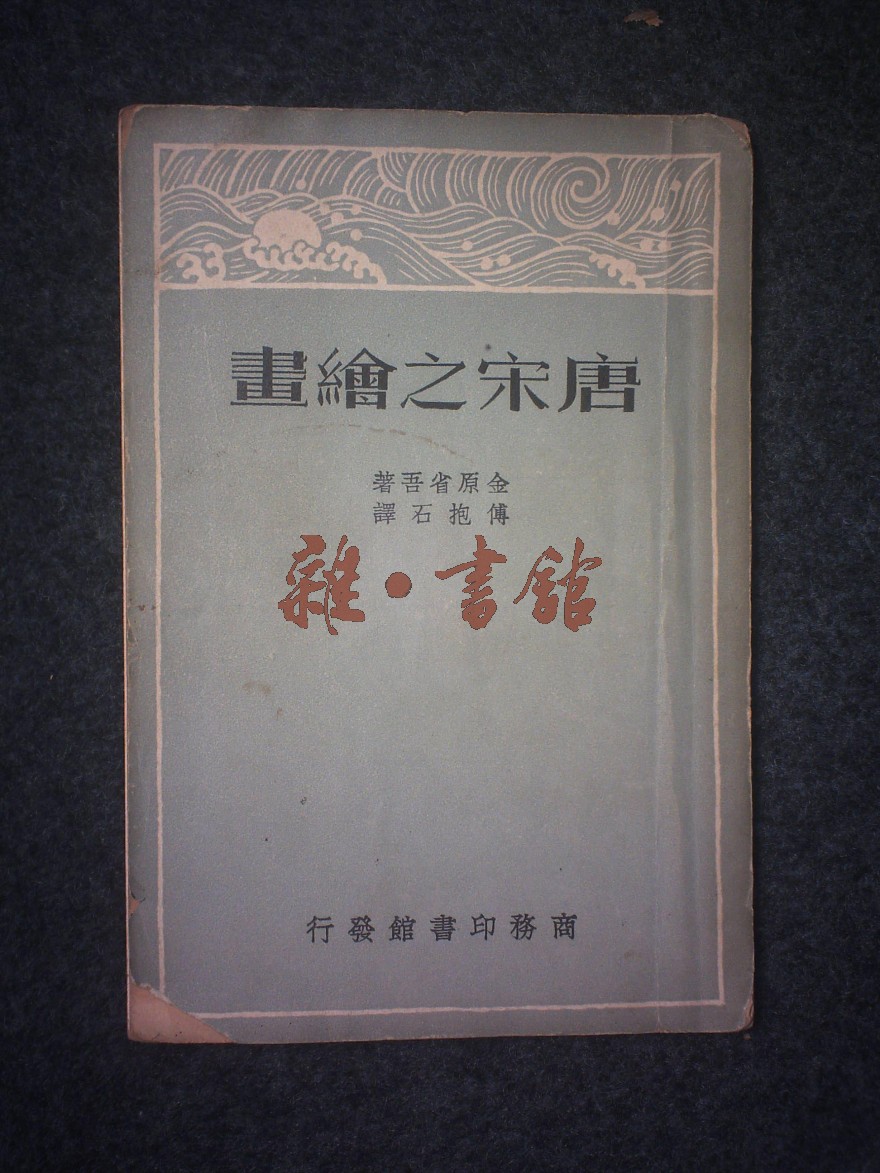 唐宋之繪畫
金原省吾著
傅抱石譯
雜·書館
商務印書館發行